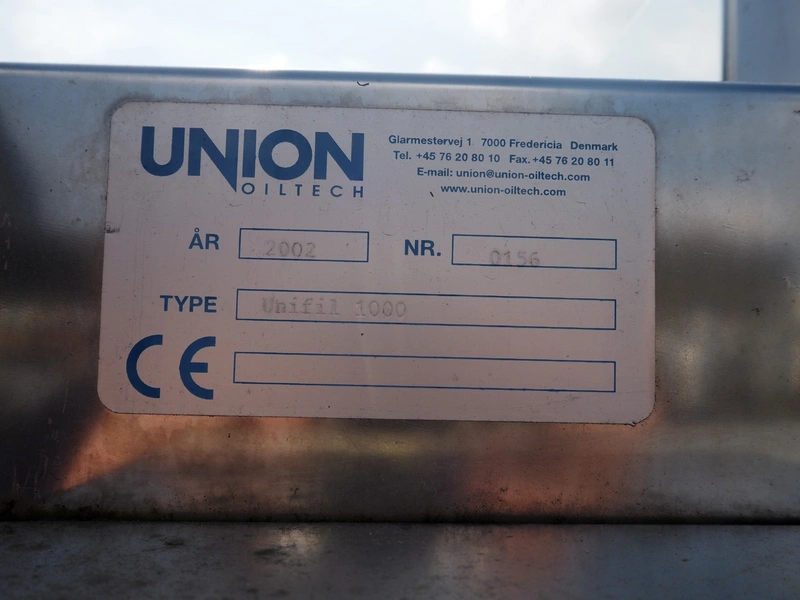 UNION
OILTECH
Glarmestervej 1 7000 Fredericia Denmark
Tel. +45 76 20 80 10 Fax. +45 76 20 80 11
E-mail: union@union-oiltech.com
www.union-oiltech.com
ÅR 2002 NR. 0156
TYPE Unifil 1000
CE